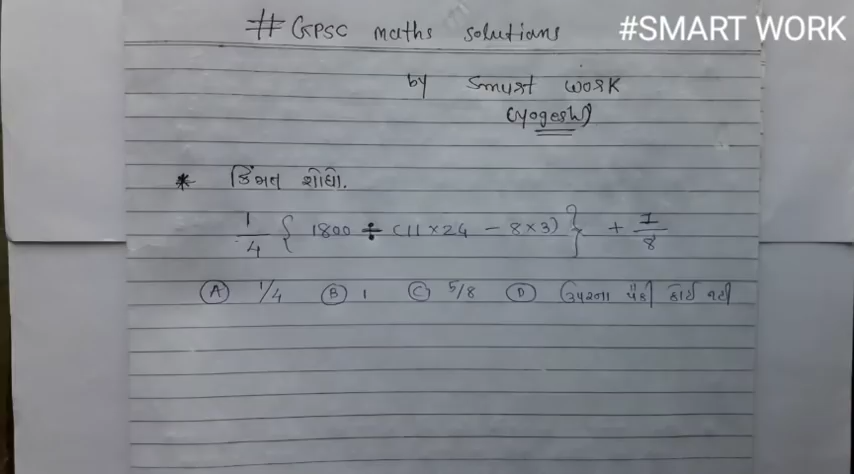 # GPSC maths solutions
#SMART WORK
by smart work
(yogesh)
* કિંમત શોધો.
1/4 { 1800 ÷ (11 × 24 - 8 × 3) } + 1/8
(A) 1/4 (B) 1 (C) 5/8 (D) ઉપરના પૈકી કોઈ નહી